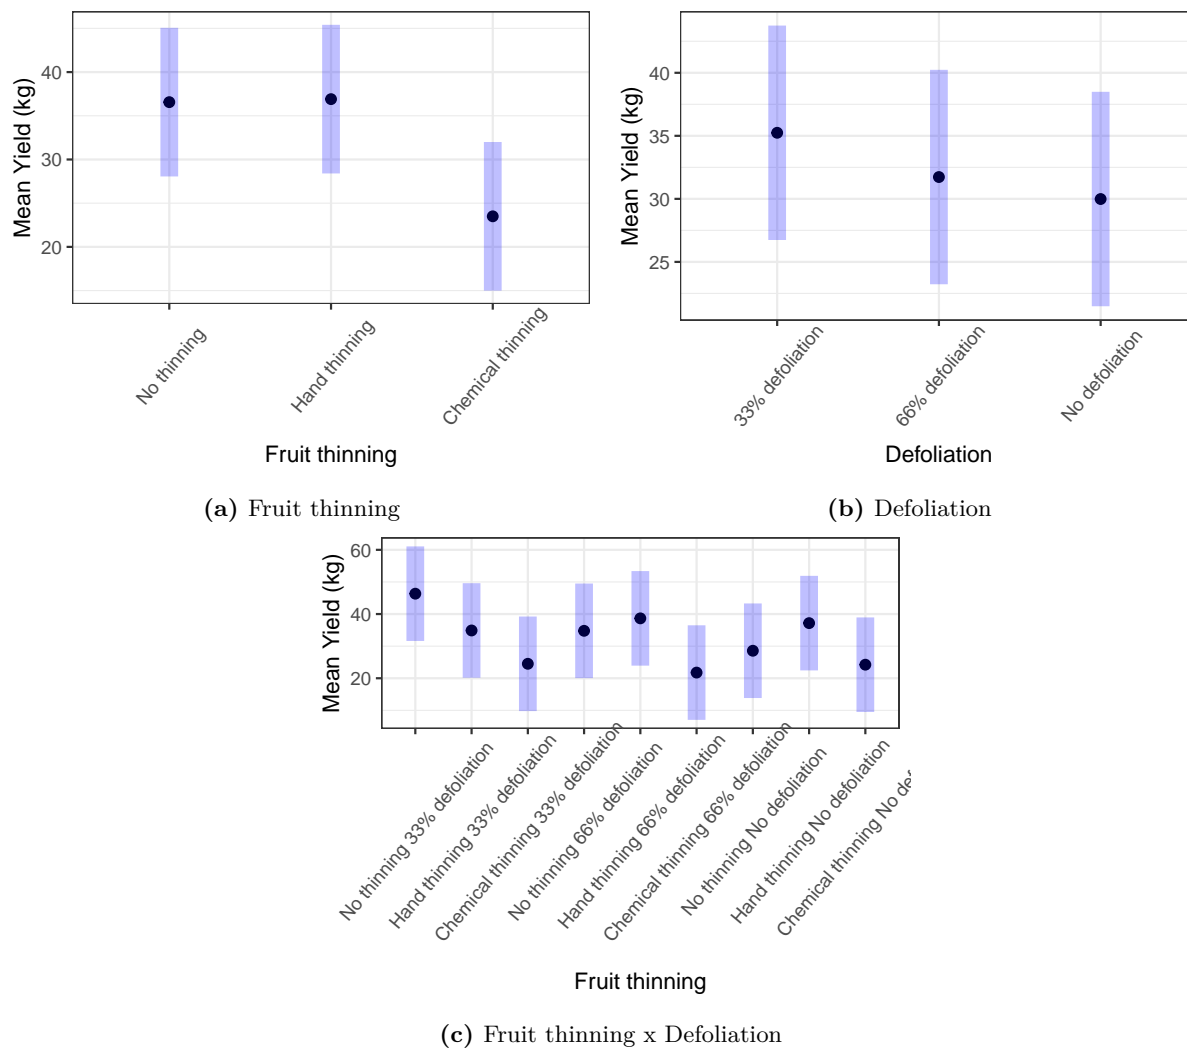 Mean Yield (kg)
40
30
20
No thinning
Hand thinning
Chemical thinning
Fruit thinning
(a) Fruit thinning
Mean Yield (kg)
40
35
30
25
33% defoliation
66% defoliation
No defoliation
Defoliation
(b) Defoliation
Mean Yield (kg)
60
40
20
No thinning 33% defoliation
Hand thinning 33% defoliation
Chemical thinning 33% defoliation
No thinning 66% defoliation
Hand thinning 66% defoliation
Chemical thinning 66% defoliation
No thinning No defoliation
Hand thinning No defoliation
Chemical thinning No
Fruit thinning
(c) Fruit thinning x Defoliation